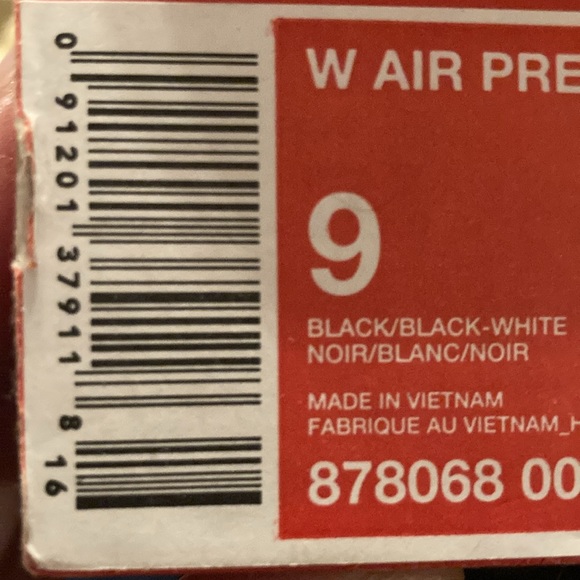 0 91201 37911 8 16
W AIR PRE
9
BLACK/BLACK-WHITE
NOIR/BLANC/NOIR
MADE IN VIETNAM
FABRIQUE AU VIETNAM_H
878068 00